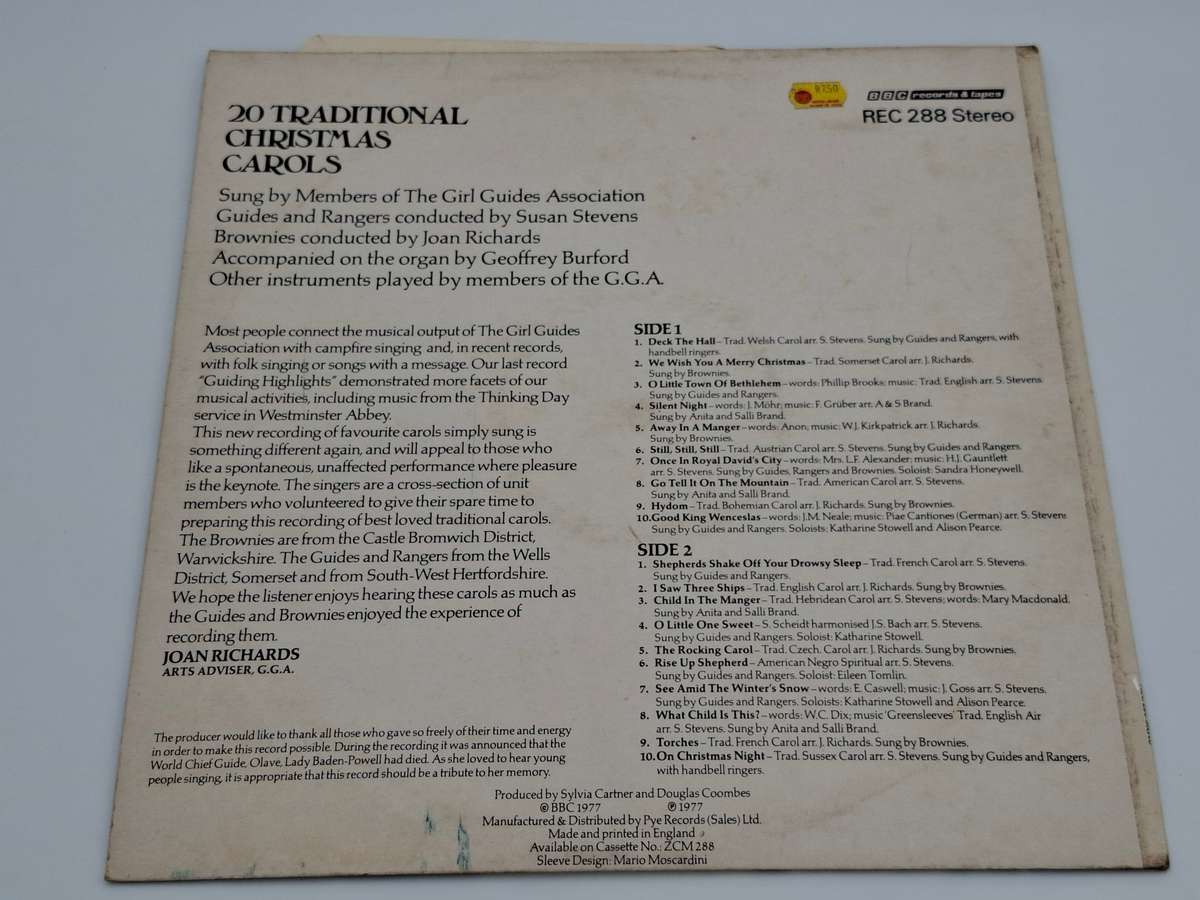 20 TRADITIONAL
CHRISTMAS
CAROLS
Sung by Members of The Girl Guides Association
Guides and Rangers conducted by Susan Stevens
Brownies conducted by Joan Richards
Accompanied on the organ by Geoffrey Burford
Other instruments played by members of the G.G.A.
R7.50
BBC records & tapes
REC 288 Stereo
Most people connect the musical output of The Girl Guides
Association with campfire singing and, in recent records,
with folk singing or songs with a message. Our last record
"Guiding Highlights" demonstrated more facets of our
musical activities, including music from the Thinking Day
service in Westminster Abbey.
This new recording of favourite carols simply sung is
something different again, and will appeal to those who
like a spontaneous, unaffected performance where pleasure
is the keynote. The singers are a cross-section of unit
members who volunteered to give their spare time to
preparing this recording of best loved traditional carols.
The Brownies are from the Castle Bromwich District,
Warwickshire. The Guides and Rangers from the Wells
District, Somerset and from South-West Hertfordshire.
We hope the listener enjoys hearing these carols as much as
the Guides and Brownies enjoyed the experience of
recording them.
JOAN RICHARDS
ARTS ADVISER, G.G.A.
The producer would like to thank all those who gave so freely of their time and energy
in order to make this record possible. During the recording it was announced that the
World Chief Guide, Olave, Lady Baden-Powell had died. As she loved to hear young
people singing, it is appropriate that this record should be a tribute to her memory.
SIDE 1
1. Deck The Hall – Trad. Welsh Carol arr. S. Stevens. Sung by Guides and Rangers, with
handbell ringers.
2. We Wish You A Merry Christmas – Trad. Somerset Carol arr. J. Richards.
Sung by Brownies.
3. O Little Town Of Bethlehem – words: Phillip Brooks; music: Trad. English arr. S. Stevens.
Sung by Guides and Rangers.
4. Silent Night – words: J. Möhr; music: F. Grüber arr. A & S Brand.
Sung by Anita and Salli Brand.
5. Away In A Manger – words: Anon; music: W.J. Kirkpatrick arr. J. Richards.
Sung by Brownies.
6. Still, Still, Still – Trad. Austrian Carol arr. S. Stevens. Sung by Guides and Rangers.
7. Once In Royal David's City – words: Mrs. L.F. Alexander; music: H.J. Gauntlett
arr. S. Stevens. Sung by Guides, Rangers and Brownies. Soloist: Sandra Honeywell.
8. Go Tell It On The Mountain – Trad. American Carol arr. S. Stevens.
Sung by Anita and Salli Brand.
9. Hydom – Trad. Bohemian Carol arr. J. Richards. Sung by Brownies.
10. Good King Wenceslas – words: J.M. Neale; music: Piae Cantiones (German) arr. S. Stevens
Sung by Guides and Rangers. Soloists: Katharine Stowell and Alison Pearce.
SIDE 2
1. Shepherds Shake Off Your Drowsy Sleep – Trad. French Carol arr. S. Stevens.
Sung by Guides and Rangers.
2. I Saw Three Ships – Trad. English Carol arr. J. Richards. Sung by Brownies.
3. Child In The Manger – Trad. Hebridean Carol arr. S. Stevens; words: Mary Macdonald.
Sung by Anita and Salli Brand.
4. O Little One Sweet – S. Scheidt harmonised J.S. Bach arr. S. Stevens.
Sung by Guides and Rangers. Soloist: Katharine Stowell.
5. The Rocking Carol – Trad. Czech. Carol arr. J. Richards. Sung by Brownies.
6. Rise Up Shepherd – American Negro Spiritual arr. S. Stevens.
Sung by Guides and Rangers. Soloist: Eileen Tomlin.
7. See Amid The Winter's Snow – words: E. Caswell; music: J. Goss arr. S. Stevens.
Sung by Guides and Rangers. Soloists: Katharine Stowell and Alison Pearce.
8. What Child Is This? – words: W.C. Dix; music 'Greensleeves' Trad. English Air
arr. S. Stevens. Sung by Anita and Salli Brand.
9. Torches – Trad. French Carol arr. J. Richards. Sung by Brownies.
10. On Christmas Night – Trad. Sussex Carol arr. S. Stevens. Sung by Guides and Rangers,
with handbell ringers.
Produced by Sylvia Cartner and Douglas Coombes
© BBC 1977 ℗ 1977
Manufactured & Distributed by Pye Records (Sales) Ltd.
Made and printed in England
Available on Cassette No.: ZCM 288
Sleeve Design: Mario Moscardini